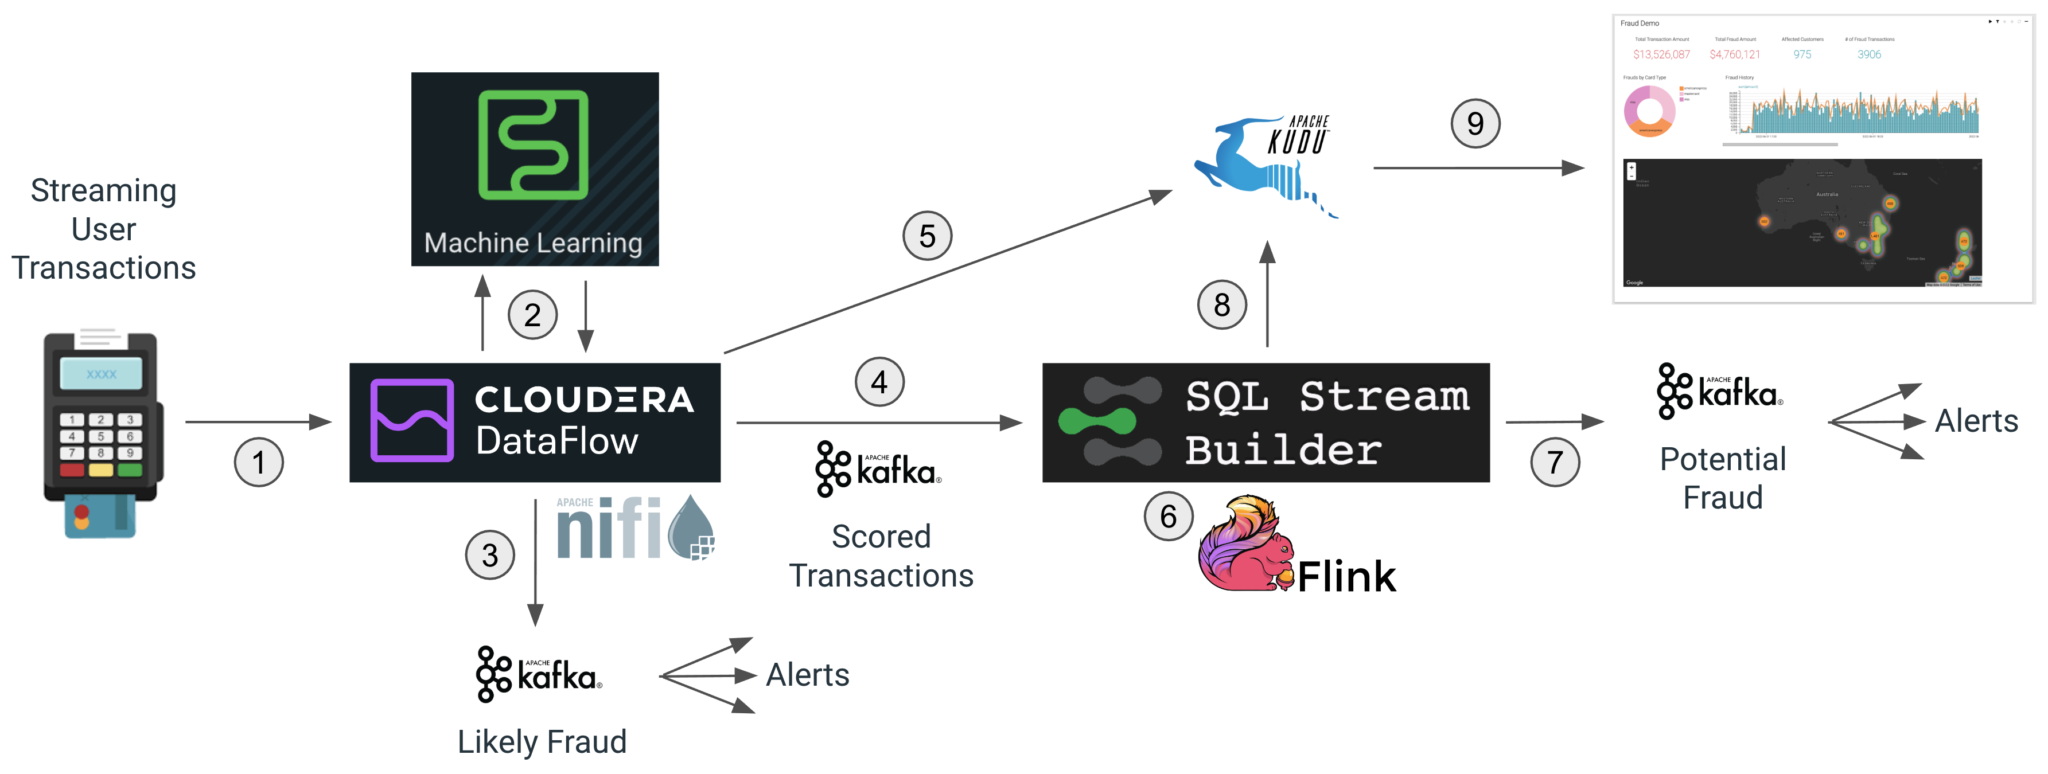 Streaming
User
Transactions
XXXX
1 2 3
4 5 6
7 8 9
1
Machine Learning
2
CLOUDERA
DataFlow
APACHE
nifi
3
APACHE
kafka®
Likely Fraud
Alerts
4
APACHE
kafka®
Scored
Transactions
5
SQL Stream
Builder
6
Flink
7
APACHE
kafka®
Potential
Fraud
Alerts
8
APACHE
KUDU
9
Fraud Demo
Total Transaction Amount
$13,526,087
Total Fraud Amount
$4,760,121
Affected Customers
975
# of Fraud Transactions
3906
Frauds by Card Type
Fraud History
Australia
Google